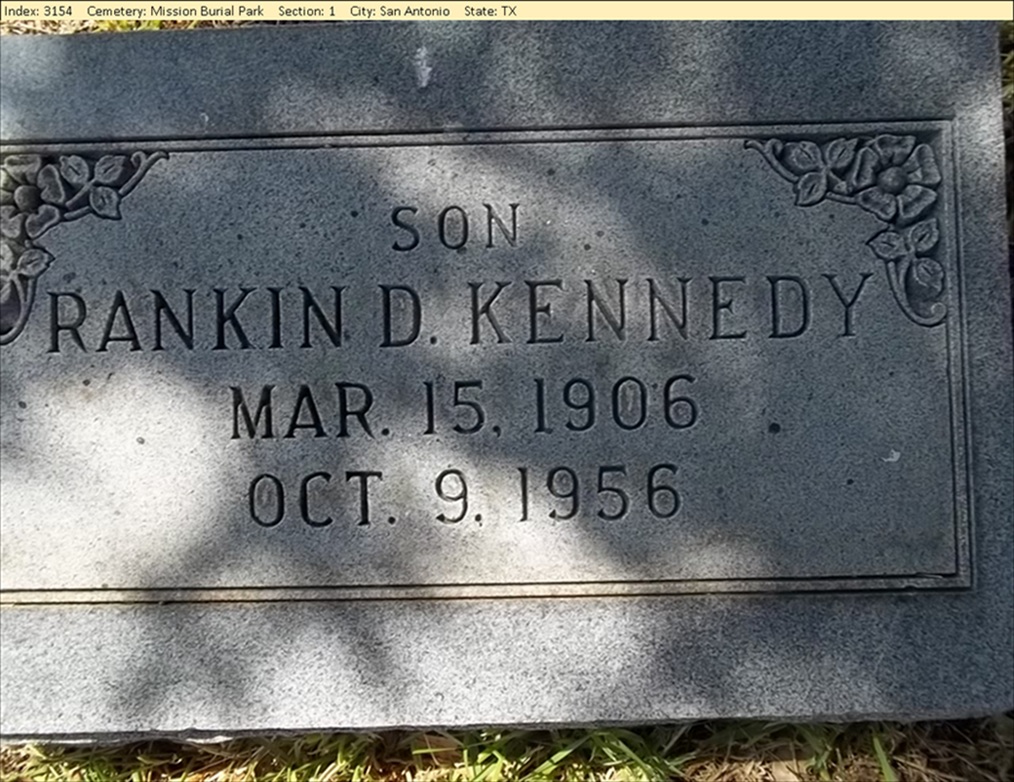 Index: 3154 Cemetery: Mission Burial Park Section: 1 City: San Antonio State: TX
SON
RANKIN D. KENNEDY
MAR. 15, 1906
OCT. 9, 1956